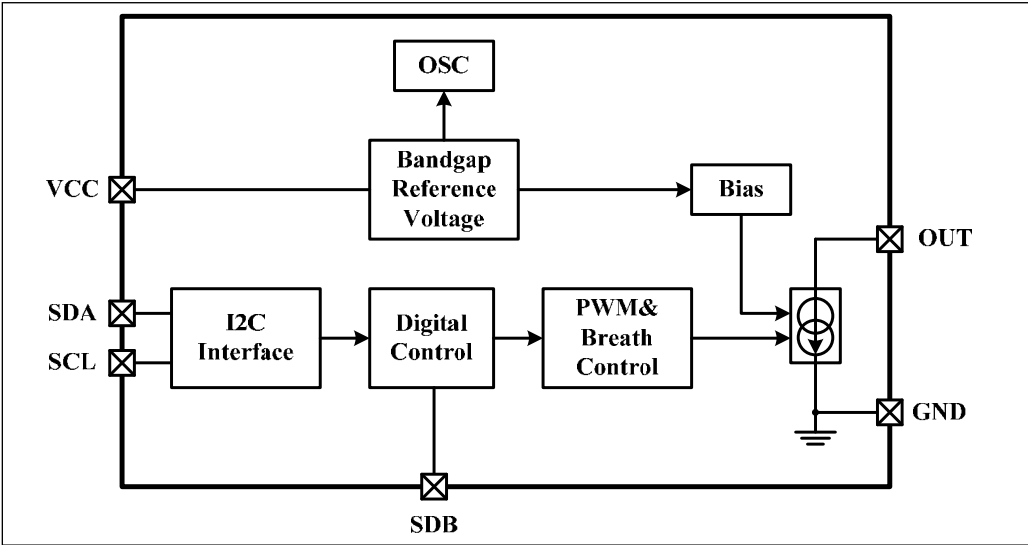 OSC
Bandgap
Reference
Voltage
Bias
VCC
OUT
SDA
SCL
I2C
Interface
Digital
Control
PWM&
Breath
Control
GND
SDB